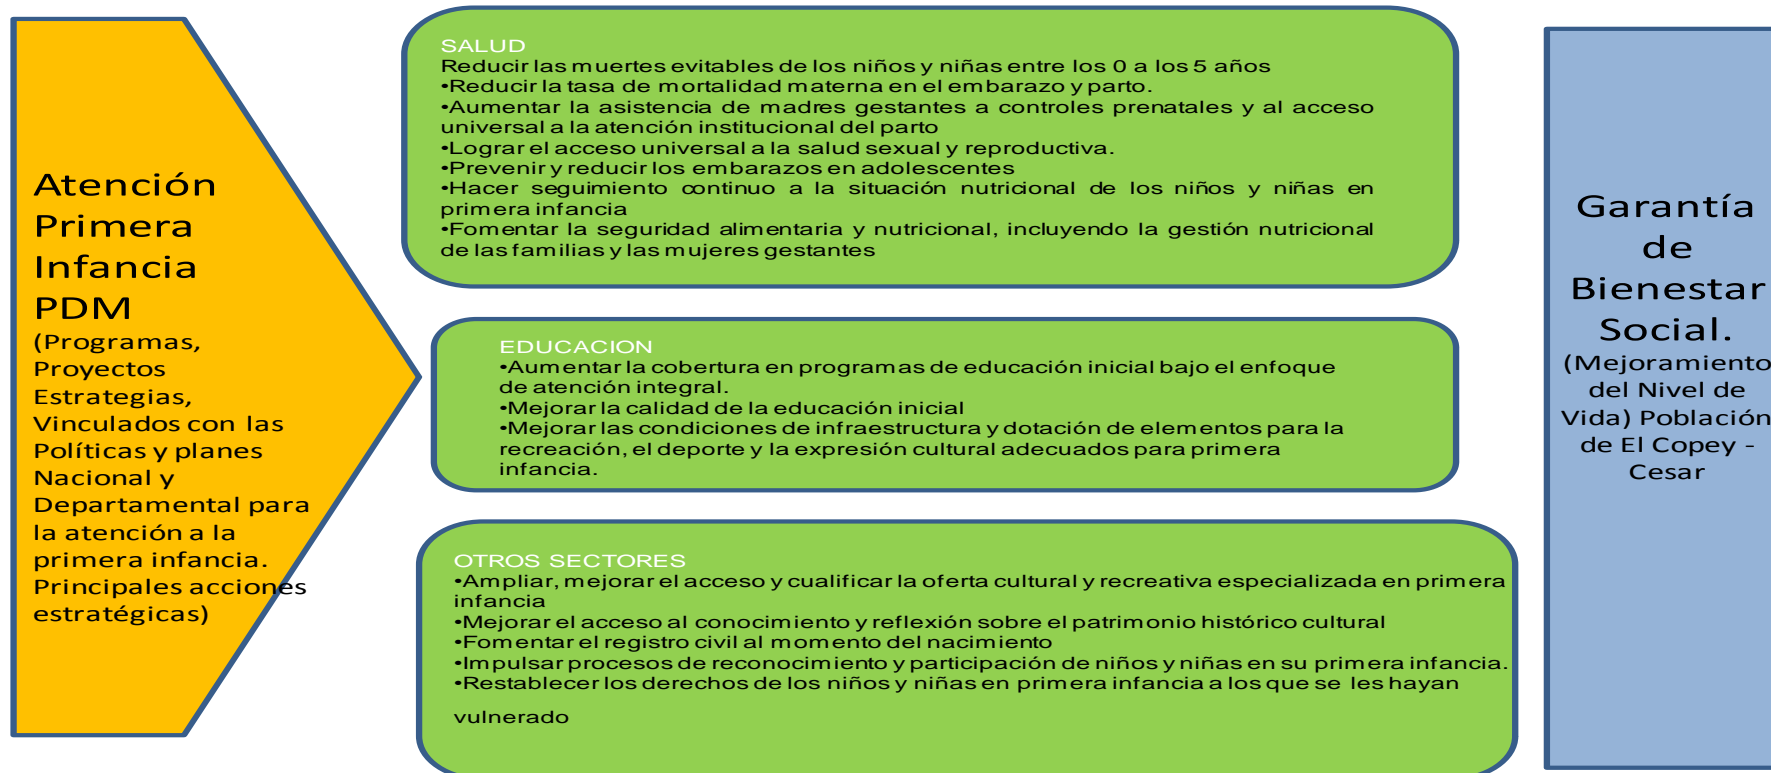 Atención
Primera
Infancia
PDM
(Programas,
Proyectos
Estrategias,
Vinculados con las
Políticas y planes
Nacional y
Departamental para
la atención a la
primera infancia.
Principales acciones
estratégicas)
SALUD
Reducir las muertes evitables de los niños y niñas entre los 0 a los 5 años
•Reducir la tasa de mortalidad materna en el embarazo y parto.
•Aumentar la asistencia de madres gestantes a controles prenatales y al acceso
universal a la atención institucional del parto
•Lograr el acceso universal a la salud sexual y reproductiva.
•Prevenir y reducir los embarazos en adolescentes
•Hacer seguimiento continuo a la situación nutricional de los niños y niñas en
primera infancia
•Fomentar la seguridad alimentaria y nutricional, incluyendo la gestión nutricional
de las familias y las mujeres gestantes
EDUCACION
•Aumentar la cobertura en programas de educación inicial bajo el enfoque
de atención integral.
•Mejorar la calidad de la educación inicial
•Mejorar las condiciones de infraestructura y dotación de elementos para la
recreación, el deporte y la expresión cultural adecuados para primera
infancia.
OTROS SECTORES
•Ampliar, mejorar el acceso y cualificar la oferta cultural y recreativa especializada en primera
infancia
•Mejorar el acceso al conocimiento y reflexión sobre el patrimonio histórico cultural
•Fomentar el registro civil al momento del nacimiento
•Impulsar procesos de reconocimiento y participación de niños y niñas en su primera infancia.
•Restablecer los derechos de los niños y niñas en primera infancia a los que se les hayan
vulnerado
Garantía
de
Bienestar
Social.
(Mejoramiento
del Nivel de
Vida) Población
de El Copey -
Cesar